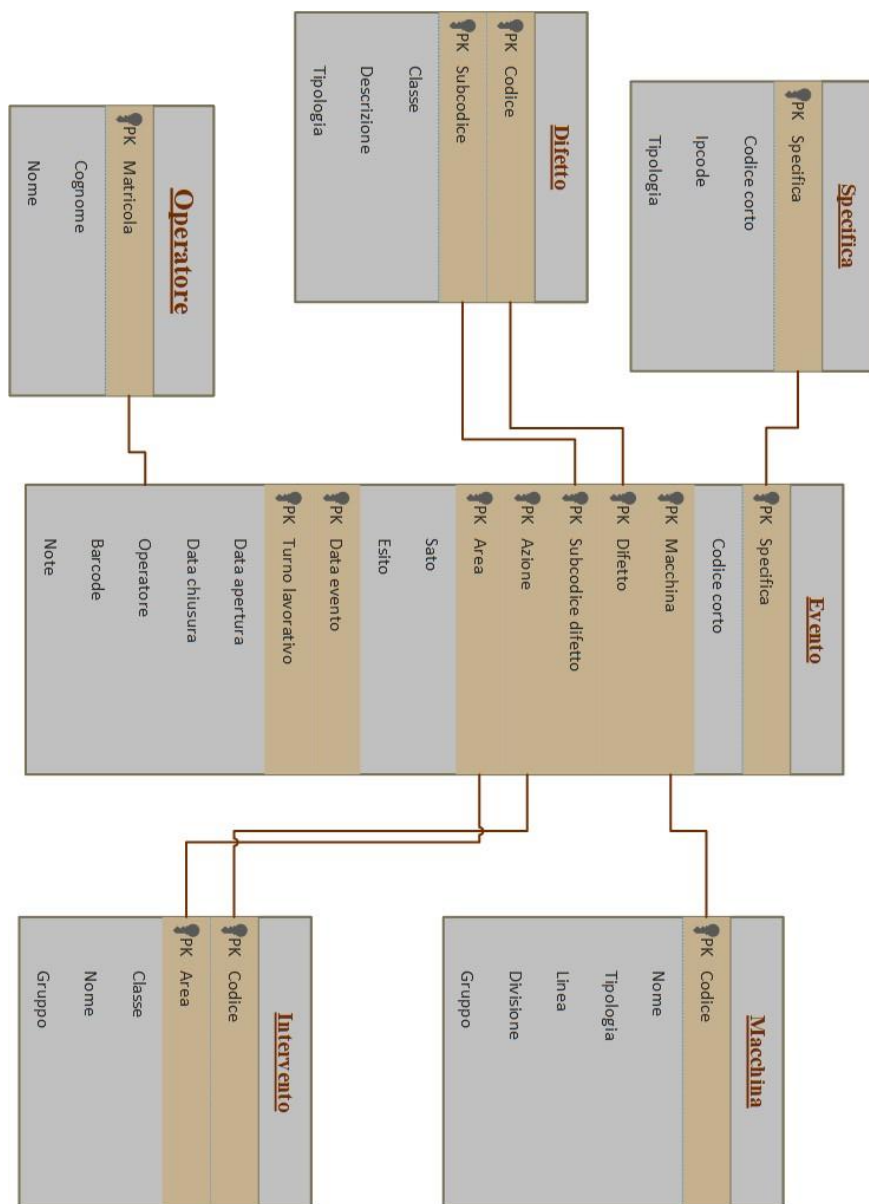 Specifica
PK Specifica
Codice corto
Ipcode
Tipologia
Difetto
PK Codice
PK Subcodice
Classe
Descrizione
Tipologia
Operatore
PK Matricola
Cognome
Nome
Evento
PK Specifica
Codice corto
PK Macchina
PK Difetto
PK Subcodice difetto
PK Azione
PK Area
Sato
Esito
PK Data evento
PK Turno lavorativo
Data apertura
Data chiusura
Operatore
Barcode
Note
Macchina
PK Codice
Nome
Tipologia
Linea
Divisione
Gruppo
Intervento
PK Codice
PK Area
Classe
Nome
Gruppo